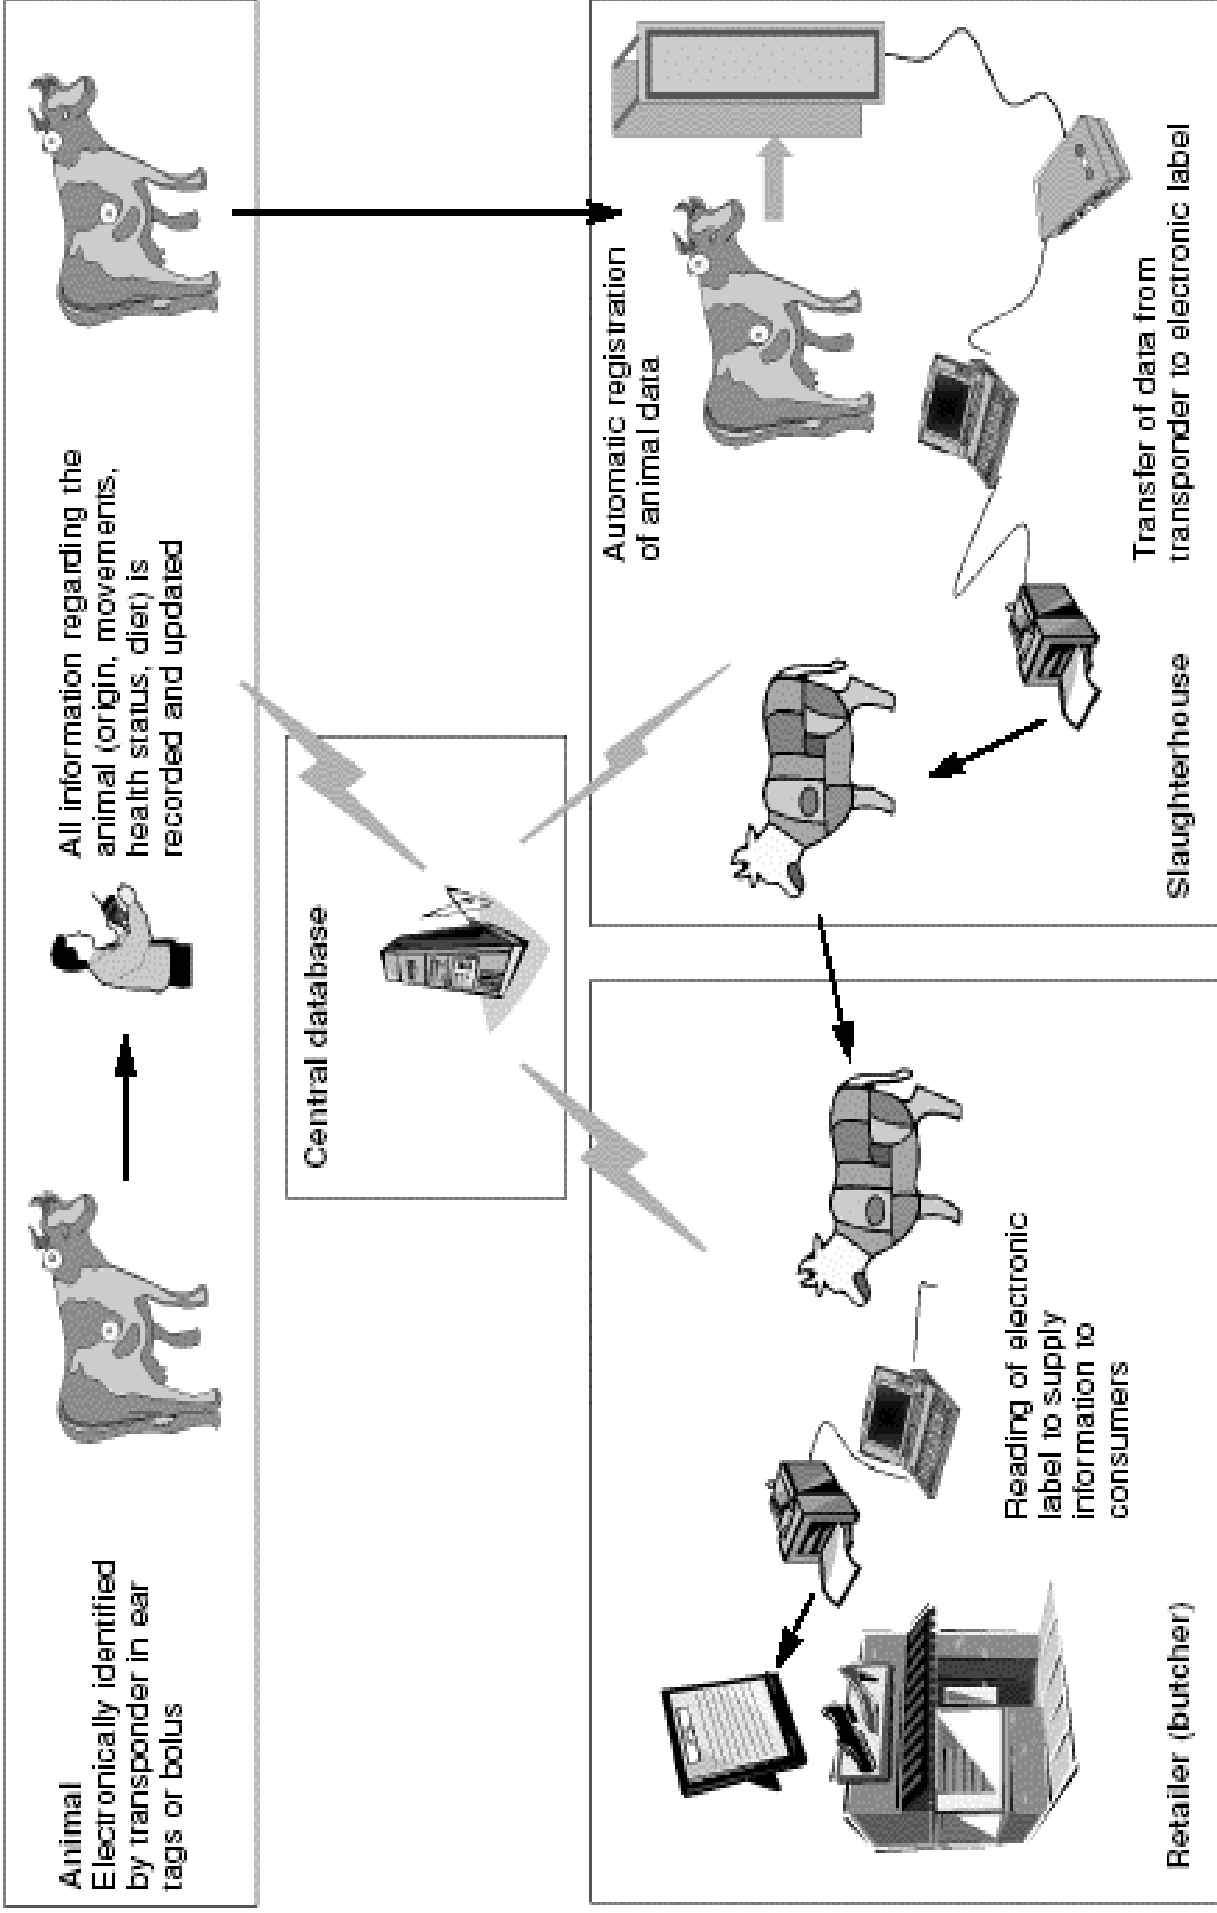 Animal
Electronically identified
by transponder in ear
tags or bolus
All information regarding the
animal (origin, movements,
health status, diet) is
recorded and updated
Central database
Retailer (butcher)
Reading of electronic
label to supply
information to
consumers
Slaughterhouse
Automatic registration
of animal data
Transfer of data from
transponder to electronic label